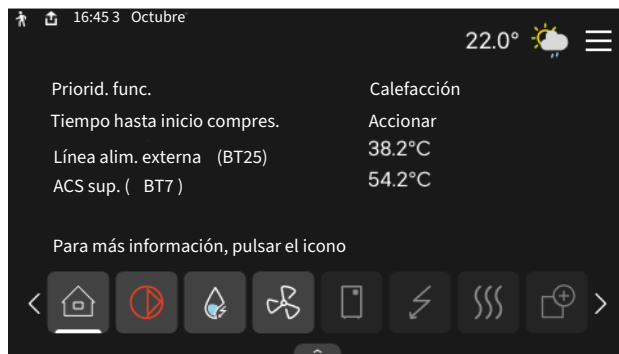 16:45 3 Octubre
22.0°
Priorid. func. Calefacción
Tiempo hasta inicio compres. Accionar
Línea alim. externa (BT25) 38.2°C
ACS sup. ( BT7 ) 54.2°C
Para más información, pulsar el icono